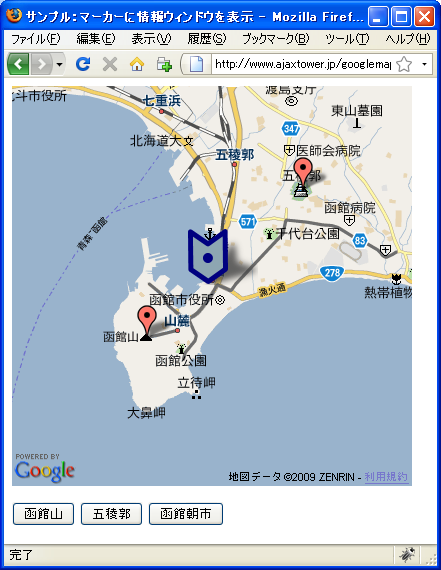 サンプル：マーカーに情報ウィンドウを表示 - Mozilla Firef...
ファイル(F) 編集(E) 表示(V) 履歴(S) ブックマーク(B) ツール(T) ヘルプ(H)
http://www.ajaxtower.jp/googlemap
北斗市役所
七重浜
渡島支庁
東山墓園
347
北海道大
医師会病院
五稜郭
五稜郭
函館病院
571
千代台公園
83
青森-函館
278
漁火通
熱帯植物
函館市役所
山麓
函館山
函館公園
立待岬
大鼻岬
POWERED BY
Google
地図データ ©2009 ZENRIN - 利用規約
函館山 五稜郭 函館朝市
完了